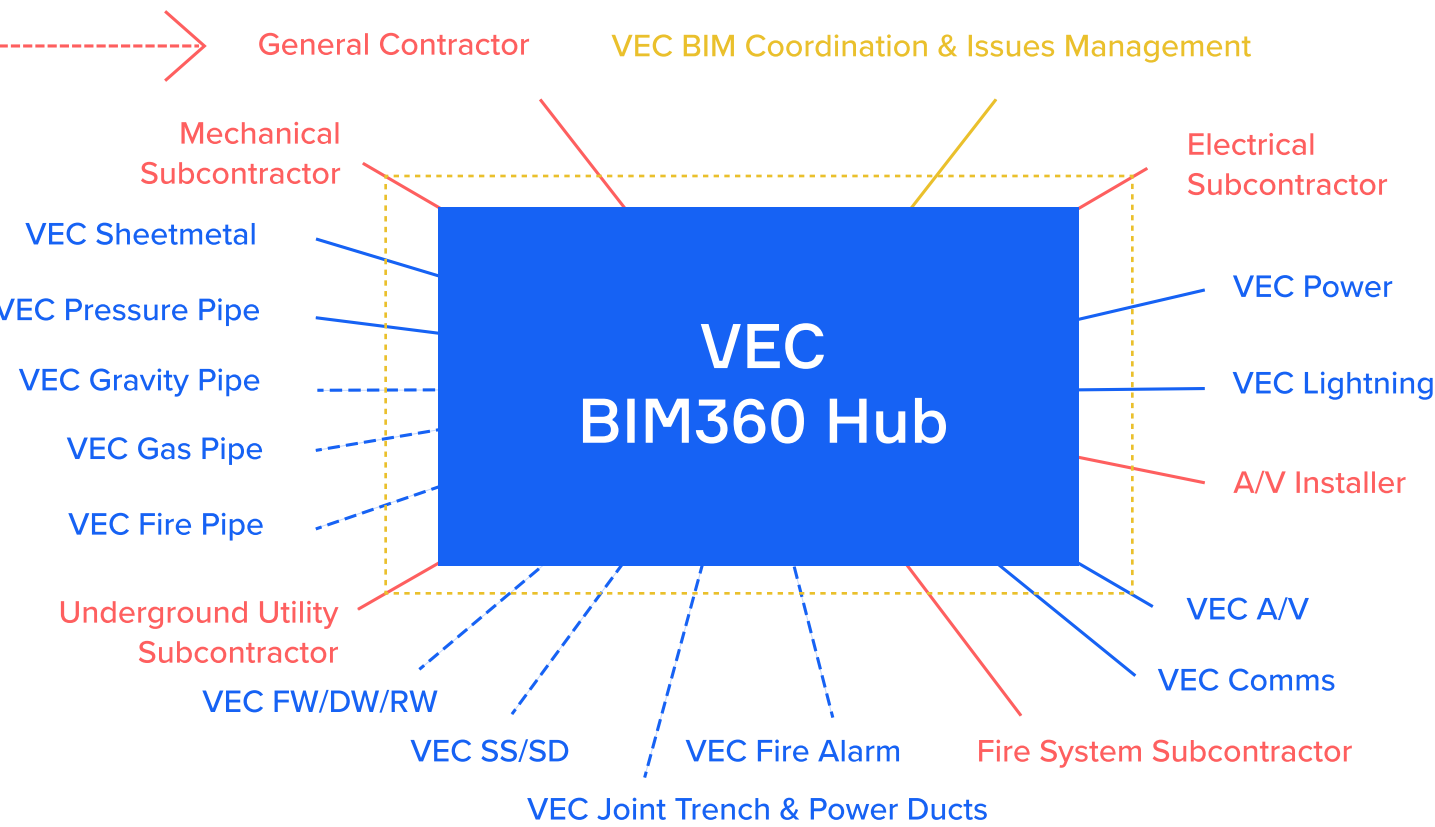 General Contractor
VEC BIM Coordination & Issues Management
Mechanical
Subcontractor
Electrical
Subcontractor
VEC Sheetmetal
VEC Power
VEC Pressure Pipe
VEC Gravity Pipe
VEC Lightning
VEC Gas Pipe
A/V Installer
VEC Fire Pipe
VEC
BIM360 Hub
Underground Utility
Subcontractor
VEC A/V
VEC Comms
VEC FW/DW/RW
VEC SS/SD
VEC Fire Alarm
Fire System Subcontractor
VEC Joint Trench & Power Ducts